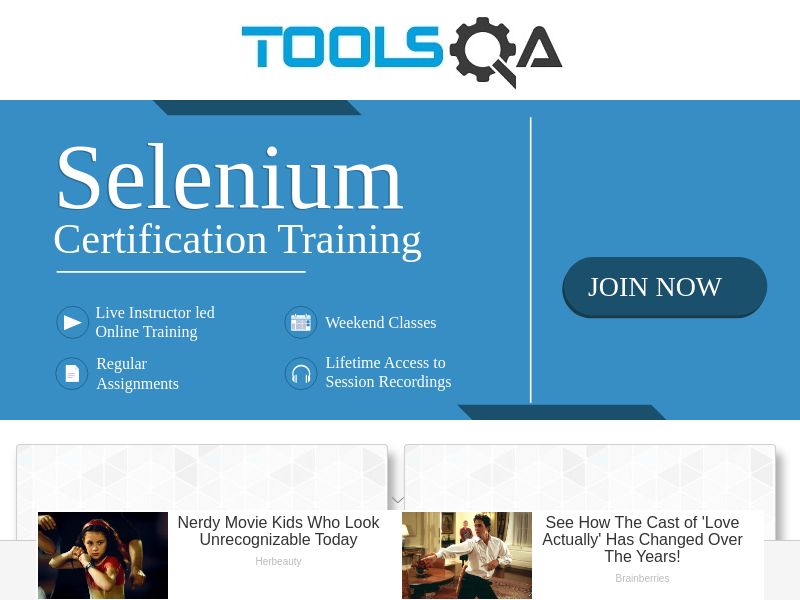 TOOLSQA
Selenium
Certification Training
JOIN NOW
Live Instructor led
Online Training
Weekend Classes
Regular
Assignments
Lifetime Access to
Session Recordings
Nerdy Movie Kids Who Look
Unrecognizable Today
Herbeauty
See How The Cast of 'Love
Actually' Has Changed Over
The Years!
Brainberries